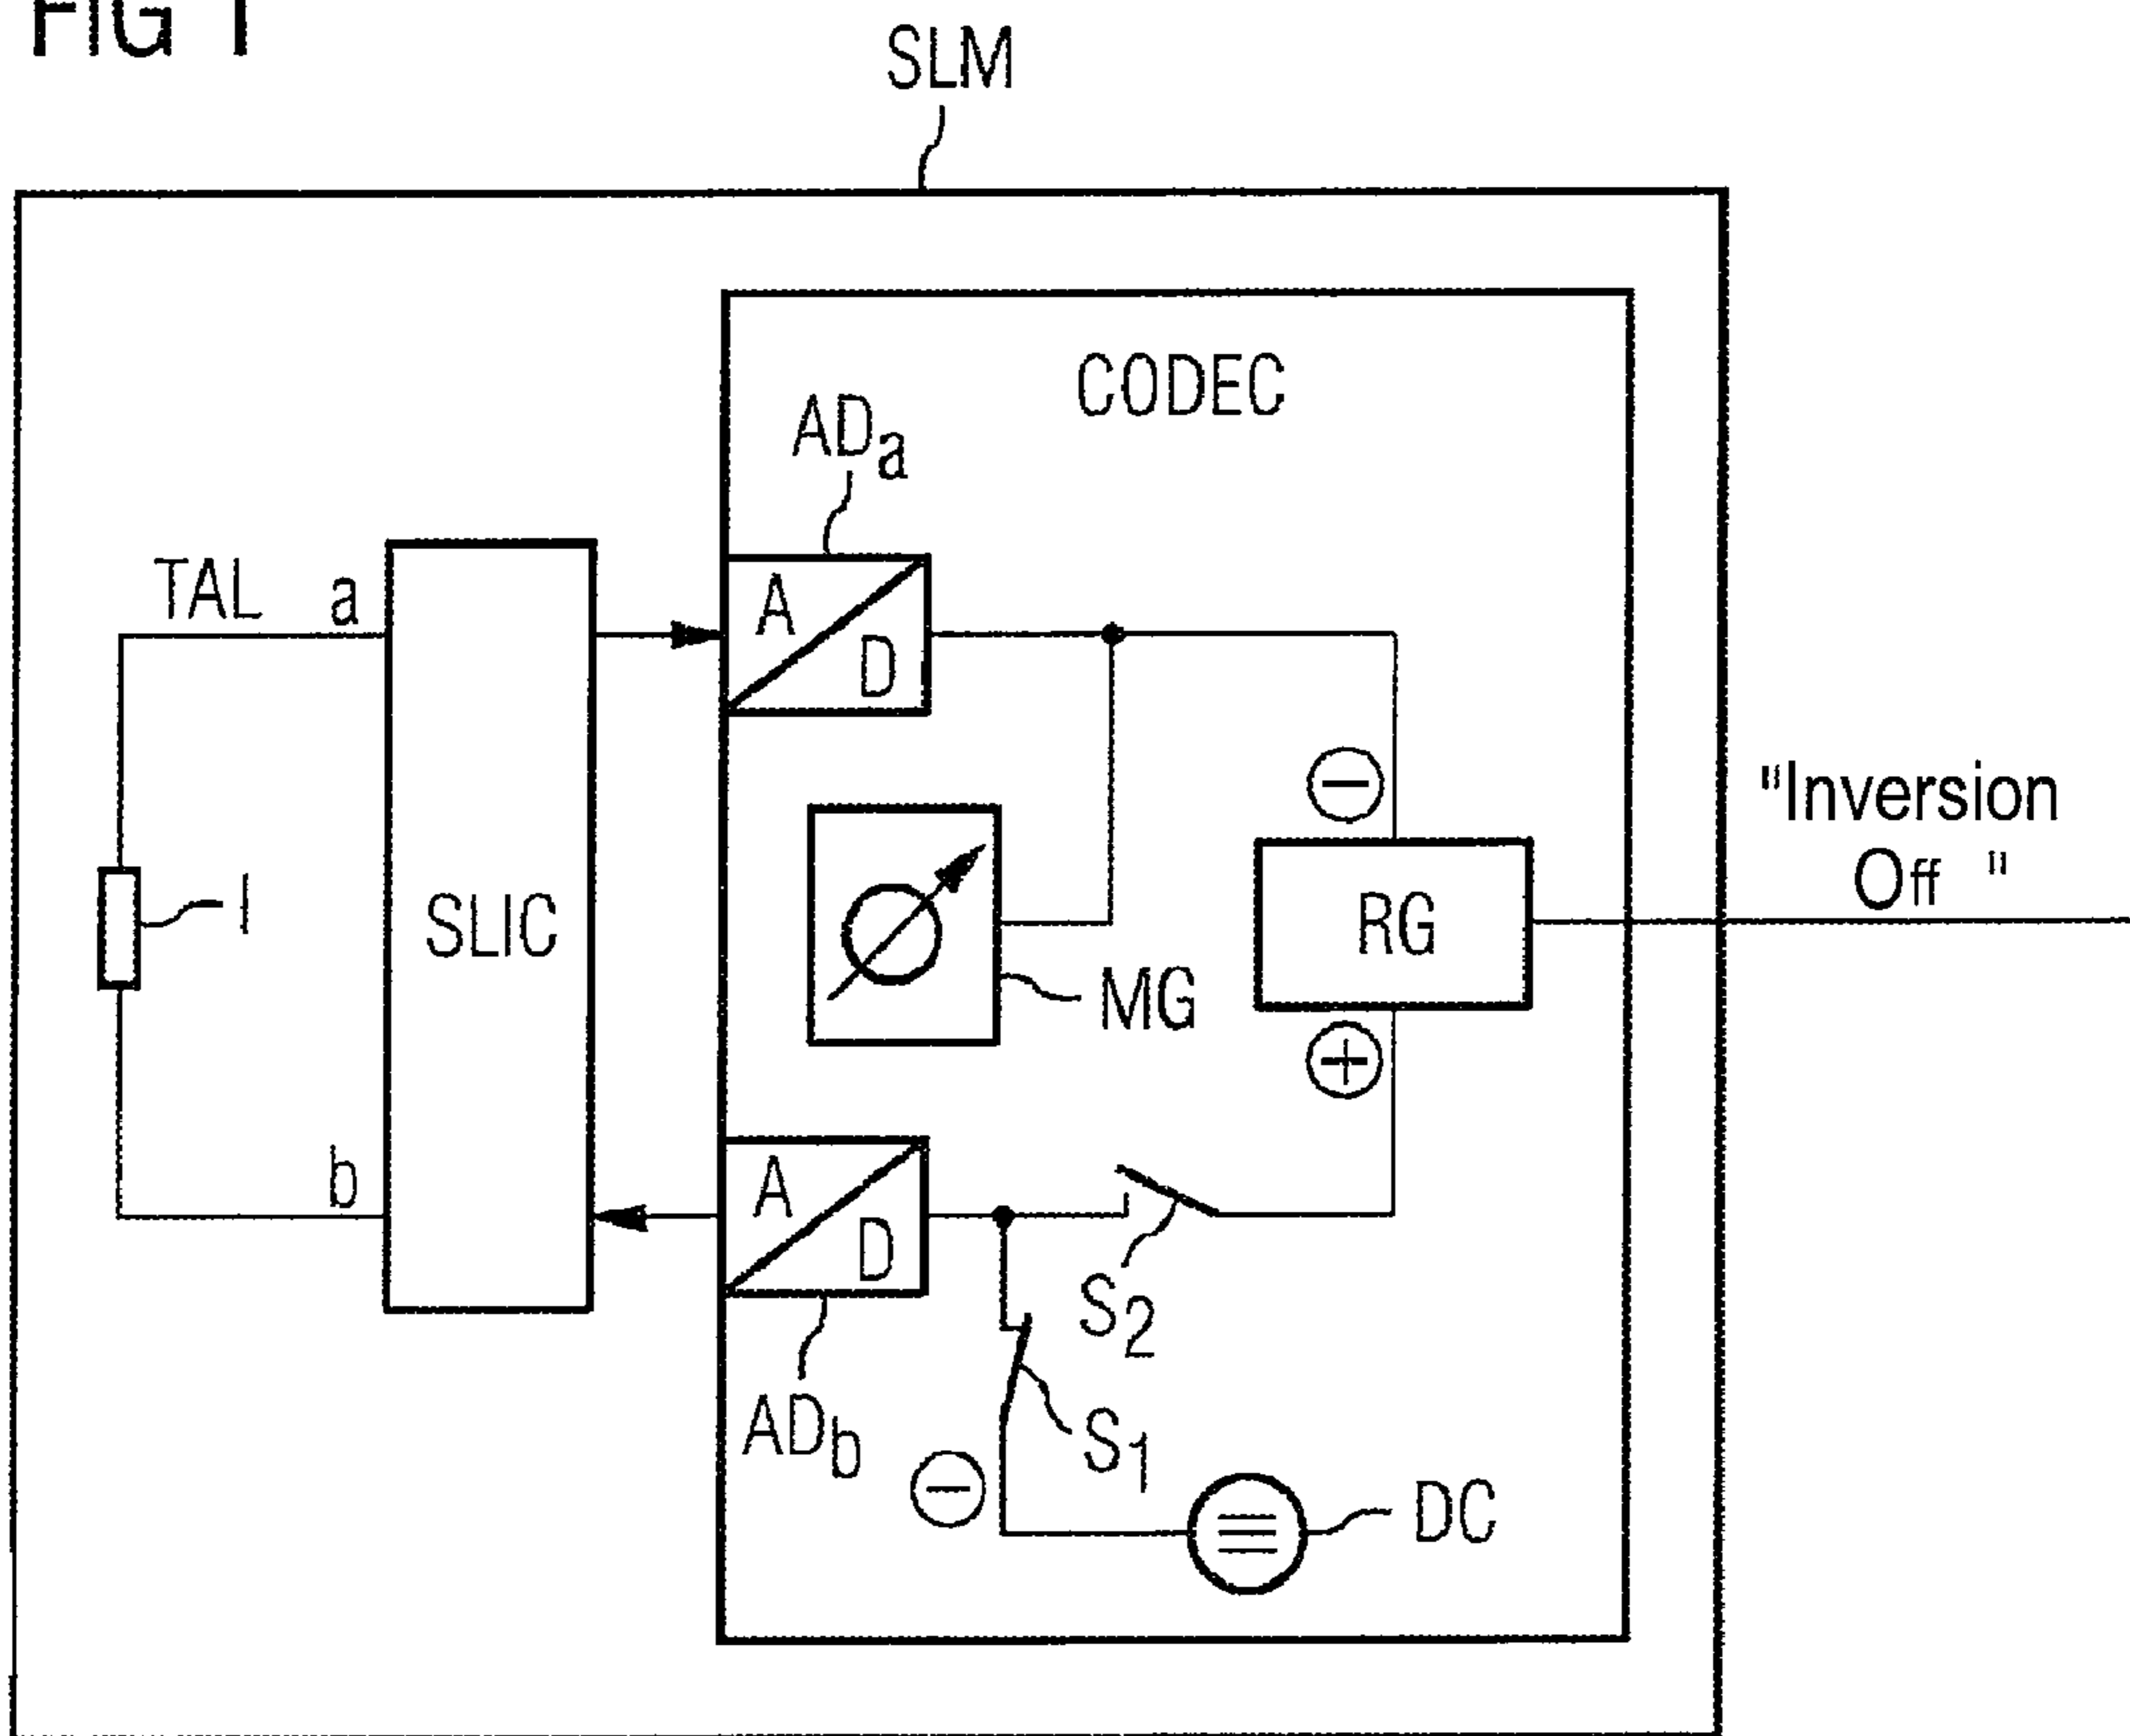 FIG 1
SLM
CODEC
ADa
TAL a
A
D
"Inversion
Off "
I
SLIC
RG
MG
b
A
D
S2
ADb
S1
DC